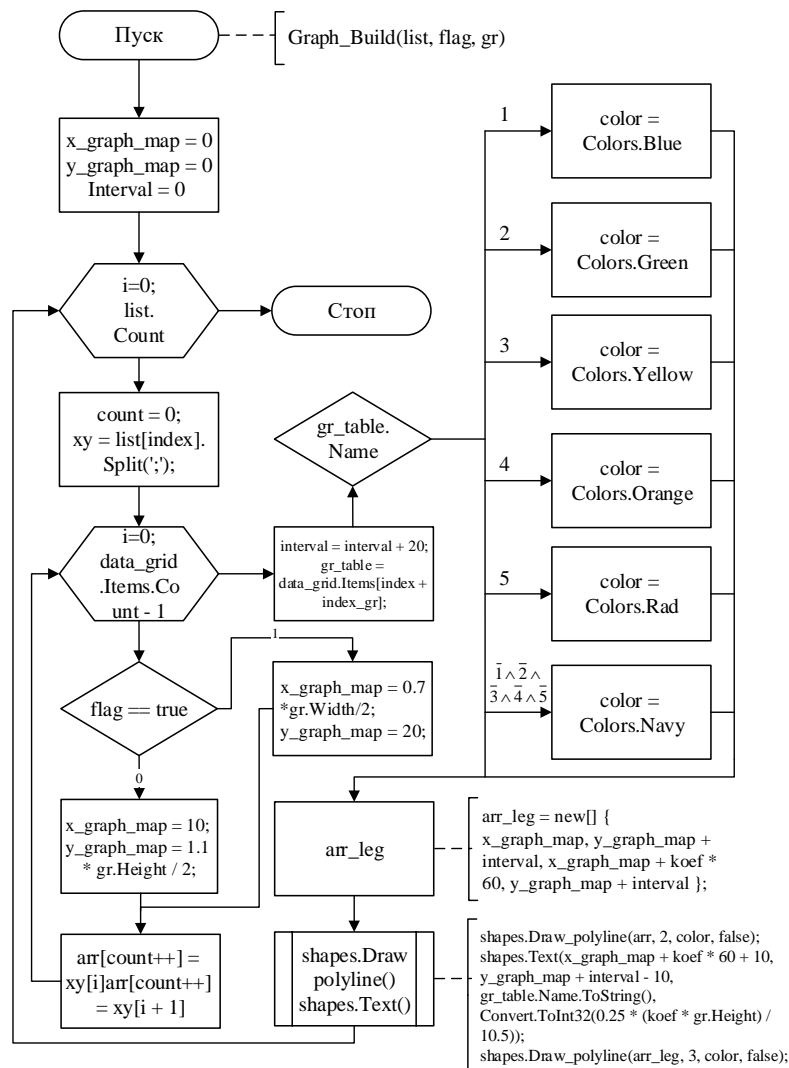 Пуск
Graph_Build(list, flag, gr)
x_graph_map = 0
y_graph_map = 0
Interval = 0
i=0;
list.
Count
Стоп
count = 0;
xy = list[index].
Split(';');
i=0;
data_grid
.Items.Co
unt - 1
interval = interval + 20;
gr_table =
data_grid.Items[index +
index_gr];
gr_table.
Name
1
color =
Colors.Blue
2
color =
Colors.Green
3
color =
Colors.Yellow
4
color =
Colors.Orange
5
color =
Colors.Rad
1̅ ∧ 2̅ ∧
3̅ ∧ 4̅ ∧ 5̅
color =
Colors.Navy
flag == true
1
x_graph_map = 0.7
*gr.Width/2;
y_graph_map = 20;
0
x_graph_map = 10;
y_graph_map = 1.1
* gr.Height / 2;
arr[count++] =
xy[i]arr[count++]
= xy[i + 1]
arr_leg
arr_leg = new[] {
x_graph_map, y_graph_map +
interval, x_graph_map + koef *
60, y_graph_map + interval };
shapes.Draw
polyline()
shapes.Text()
shapes.Draw_polyline(arr, 2, color, false);
shapes.Text(x_graph_map + koef * 60 + 10,
y_graph_map + interval - 10,
gr_table.Name.ToString(),
Convert.ToInt32(0.25 * (koef * gr.Height) /
10.5));
shapes.Draw_polyline(arr_leg, 3, color, false);